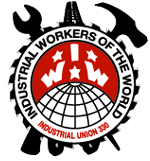 INDUSTRIAL WORKERS OF THE WORLD
I
W W
INDUSTRIAL UNION 330